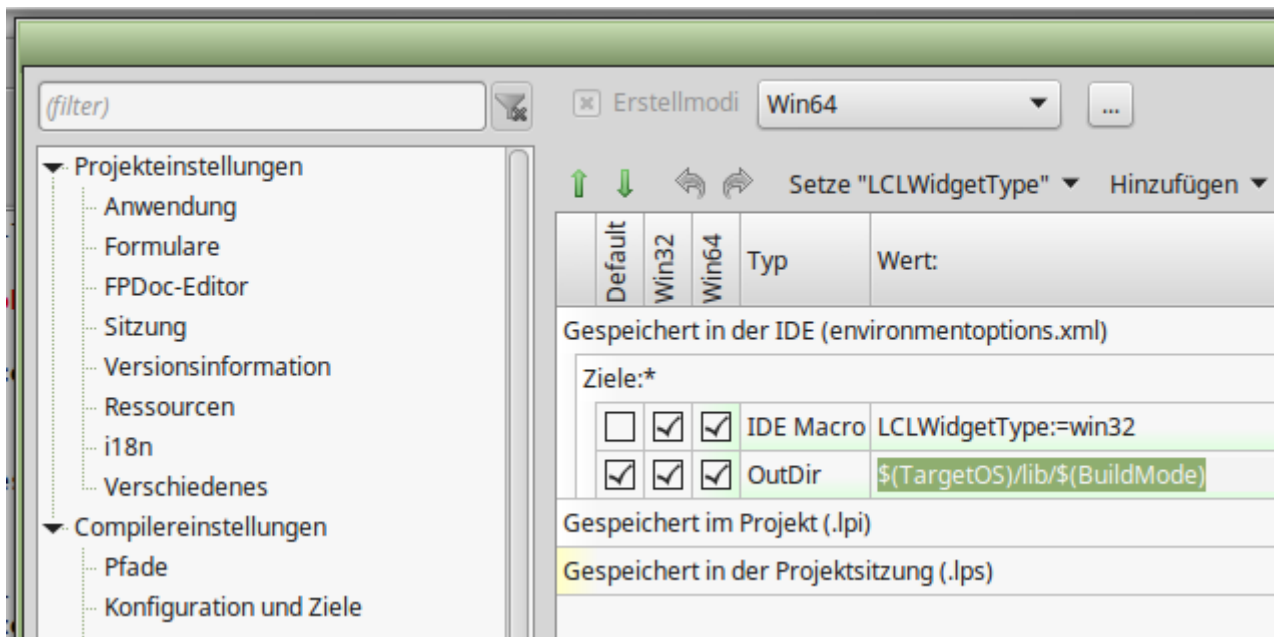 (filter)
Erstellmodi Win64 ...
Projekteinstellungen
Anwendung
Formulare
FPDoc-Editor
Sitzung
Versionsinformation
Ressourcen
i18n
Verschiedenes
Compilereinstellungen
Pfade
Konfiguration und Ziele
Setze "LCLWidgetType" Hinzufügen
Default Win32 Win64 Typ Wert:
Gespeichert in der IDE (environmentoptions.xml)
Ziele:*
IDE Macro LCLWidgetType:=win32
OutDir $(TargetOS)/lib/$(BuildMode)
Gespeichert im Projekt (.lpi)
Gespeichert in der Projektsitzung (.lps)